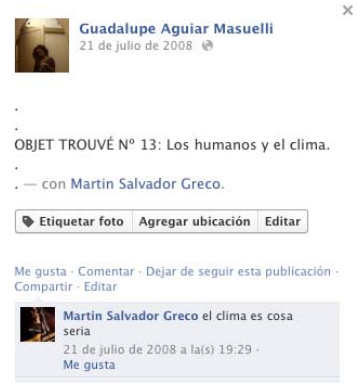 Guadalupe Aguiar Masuelli
21 de julio de 2008
.
.
OBJET TROUVÉ Nº 13: Los humanos y el clima.
.
. — con Martin Salvador Greco.
Etiquetar foto Agregar ubicación Editar
Me gusta · Comentar · Dejar de seguir esta publicación ·
Compartir · Editar
Martin Salvador Greco el clima es cosa
seria
21 de julio de 2008 a la(s) 19:29 ·
Me gusta